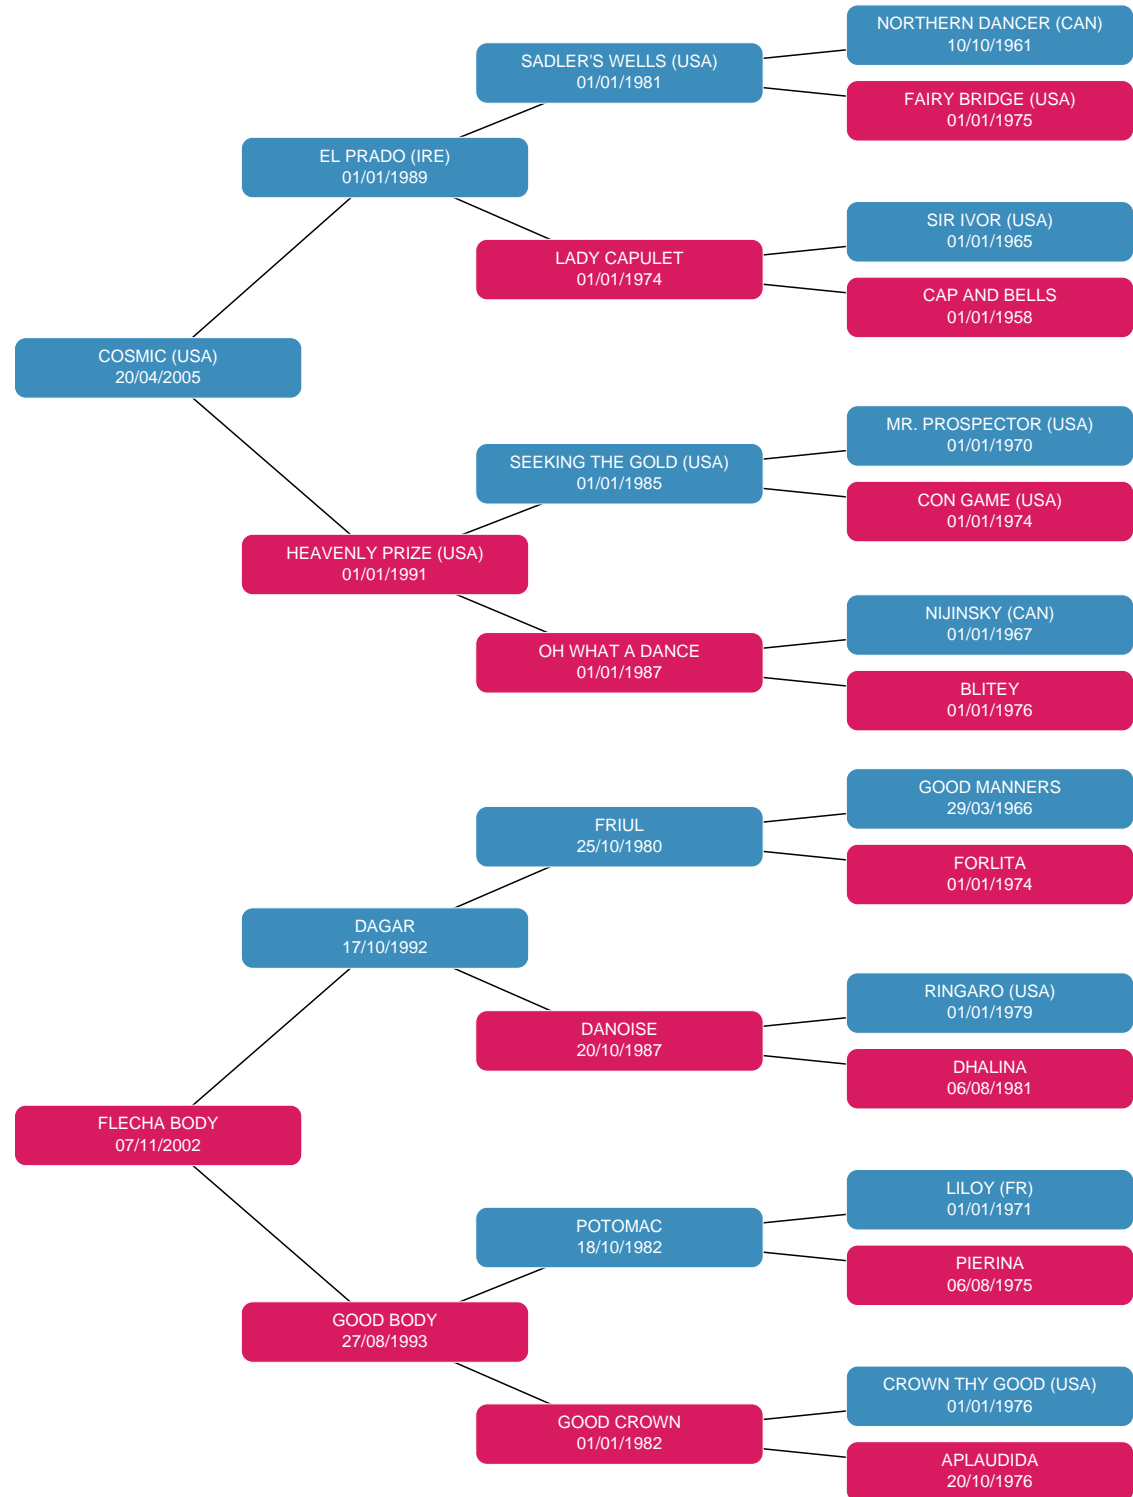 NORTHERN DANCER (CAN)
10/10/1961
SADLER'S WELLS (USA)
01/01/1981
FAIRY BRIDGE (USA)
01/01/1975
EL PRADO (IRE)
01/01/1989
SIR IVOR (USA)
01/01/1965
LADY CAPULET
01/01/1974
CAP AND BELLS
01/01/1958
COSMIC (USA)
20/04/2005
MR. PROSPECTOR (USA)
01/01/1970
SEEKING THE GOLD (USA)
01/01/1985
CON GAME (USA)
01/01/1974
HEAVENLY PRIZE (USA)
01/01/1991
NIJINSKY (CAN)
01/01/1967
OH WHAT A DANCE
01/01/1987
BLITEY
01/01/1976
GOOD MANNERS
29/03/1966
FRIUL
25/10/1980
FORLITA
01/01/1974
DAGAR
17/10/1992
RINGARO (USA)
01/01/1979
DANOISE
20/10/1987
DHALINA
06/08/1981
FLECHA BODY
07/11/2002
LILOY (FR)
01/01/1971
POTOMAC
18/10/1982
PIERINA
06/08/1975
GOOD BODY
27/08/1993
CROWN THY GOOD (USA)
01/01/1976
GOOD CROWN
01/01/1982
APLAUDIDA
20/10/1976